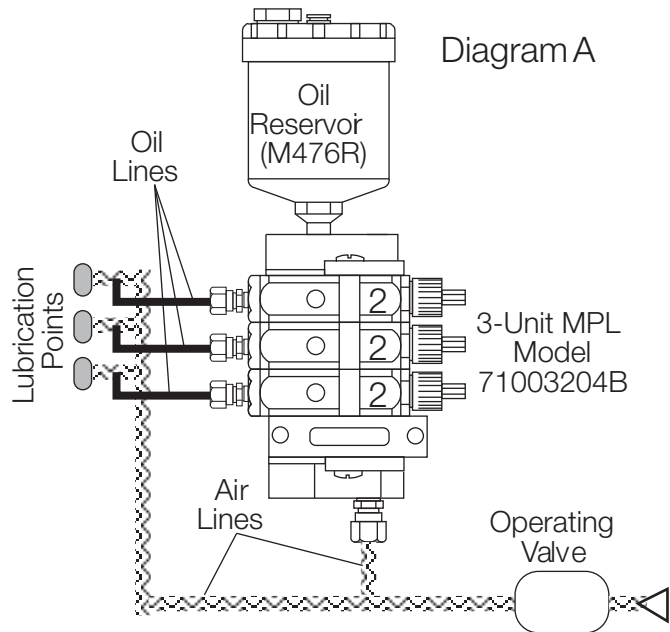 Diagram A
Oil
Reservoir
(M476R)
Oil
Lines
Lubrication
Points
2
2
2
3-Unit MPL
Model
71003204B
Air
Lines
Operating
Valve